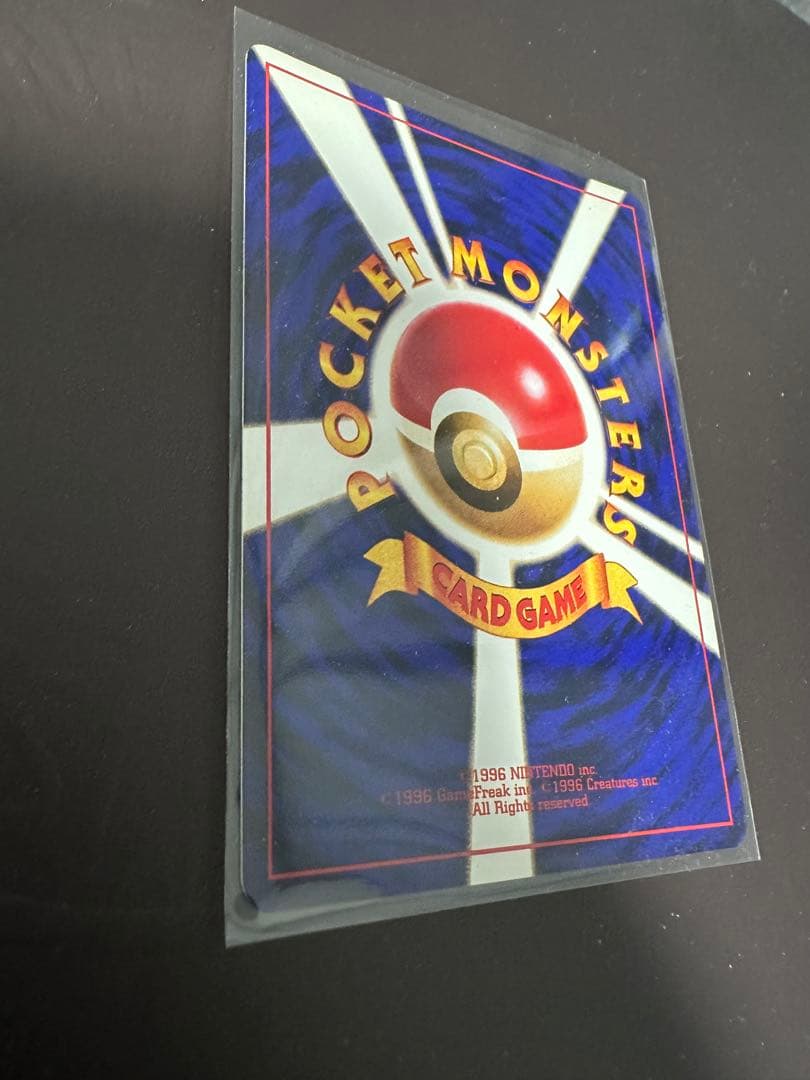 POCKET MONSTERS
CARD GAME
©1996 NINTENDO inc.
©1996 GameFreak inc. ©1996 Creatures inc.
All Rights reserved.